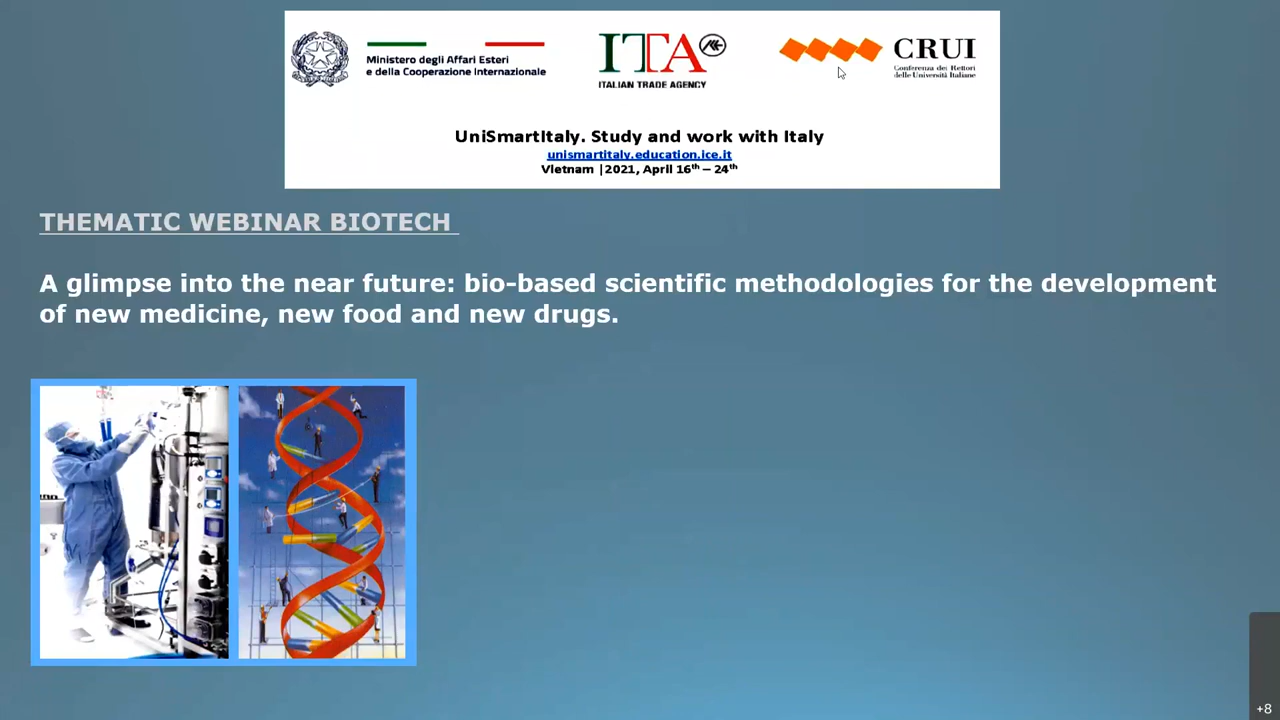 Ministero degli Affari Esteri
e della Cooperazione Internazionale
ITA
ITALIAN TRADE AGENCY
CRUI
Conferenza dei Rettori
delle Università Italiane
UniSmartItaly. Study and work with Italy
unismartitaly.education.ice.it
Vietnam | 2021, April 16th – 24th
THEMATIC WEBINAR BIOTECH
A glimpse into the near future: bio-based scientific methodologies for the development
of new medicine, new food and new drugs.
+8